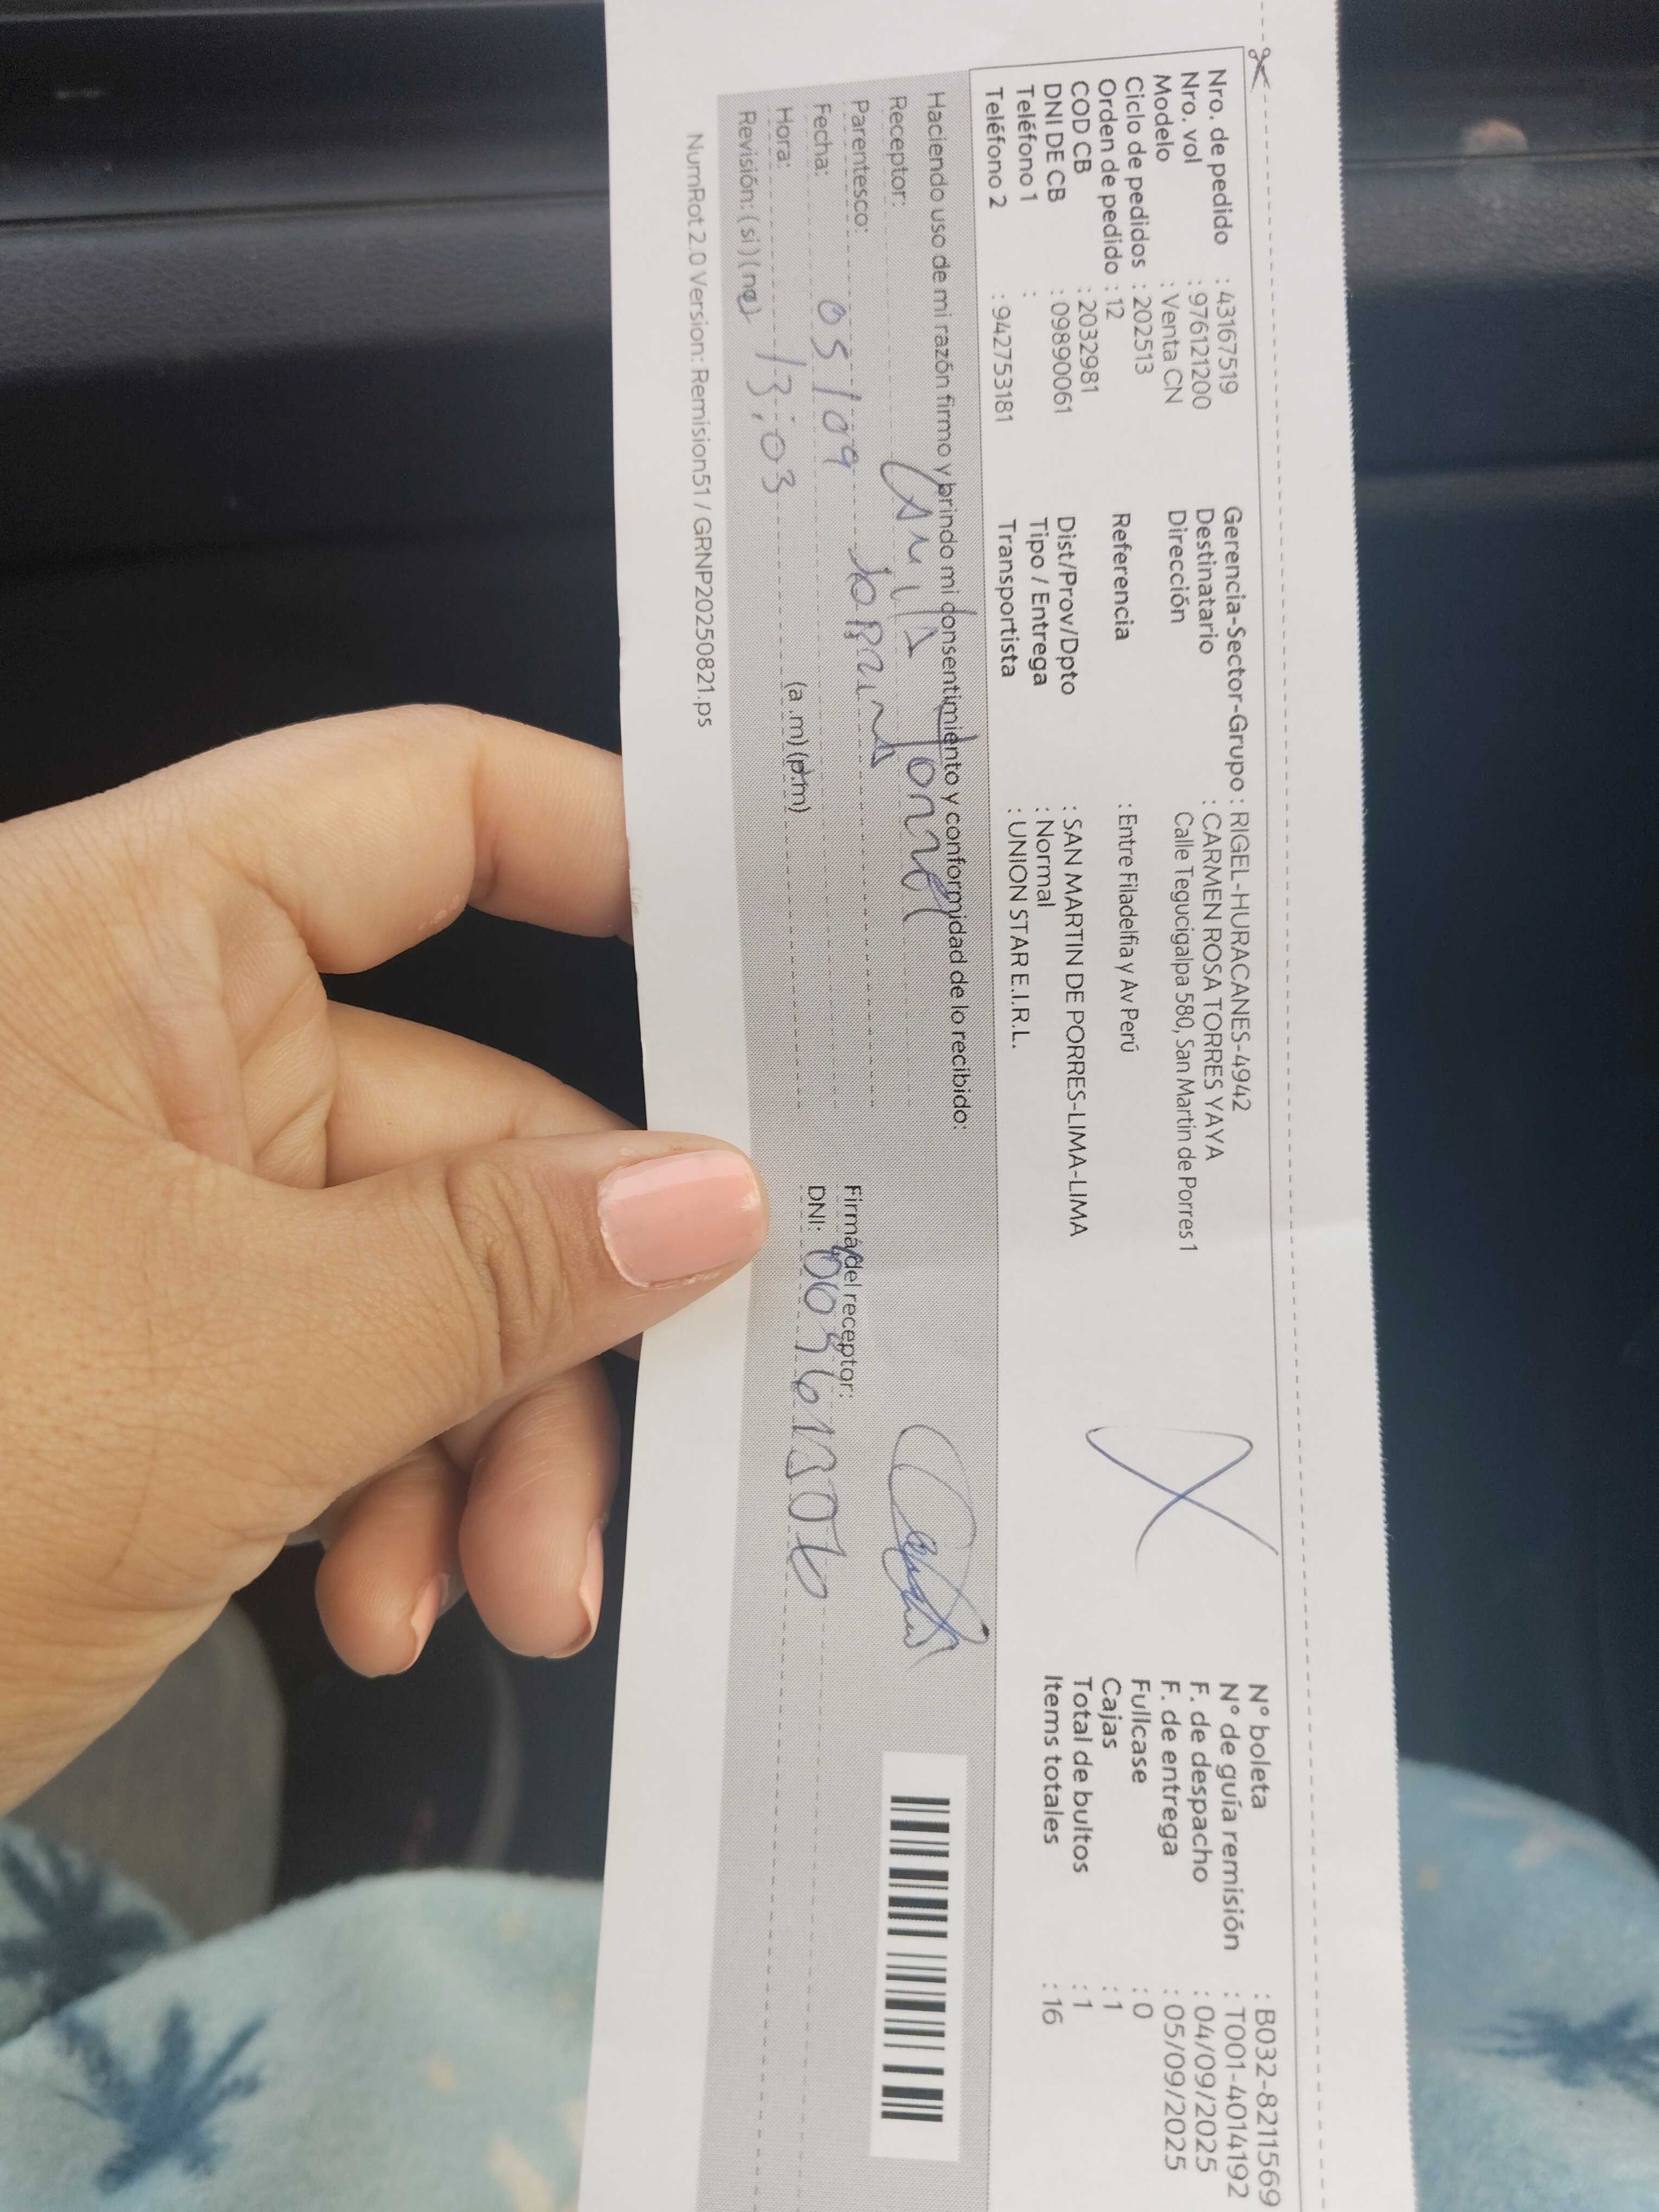 Nro. de pedido : 43167519
Nro. vol : 976121200
Modelo : Venta CN
Ciclo de pedidos : 202513
Orden de pedido : 12
COD CB : 2032981
DNI DE CB : 09890061
Teléfono 1 :
Teléfono 2 : 942753181
Gerencia-Sector-Grupo : RIGEL-HURACANES-4942
Destinatario : CARMEN ROSA TORRES YAYA
Dirección Calle Tegucigalpa 580, San Martin de Porres 1
Referencia : Entre Filadelfia y Av Perú
Dist/Prov/Dpto : SAN MARTIN DE PORRES-LIMA-LIMA
Tipo / Entrega : Normal
Transportista : UNION STAR E.I.R.L.
N° boleta : B032-8211569
N° de guía remisión : T001-4014192
F. de despacho : 04/09/2025
F. de entrega : 05/09/2025
Fullcase : 0
Cajas : 1
Total de bultos : 1
Items totales : 16
Haciendo uso de mi razón firmo y brindo mi consentimiento y conformidad de lo recibido:
Receptor:
Parentesco:
Fecha: 05/09
Hora: 13:03 (a.m) (p.m)
Revisión: (si) (no)
Firma del receptor:
DNI:
NumRot 2.0 Version: Remision51 / GRNP20250821.ps